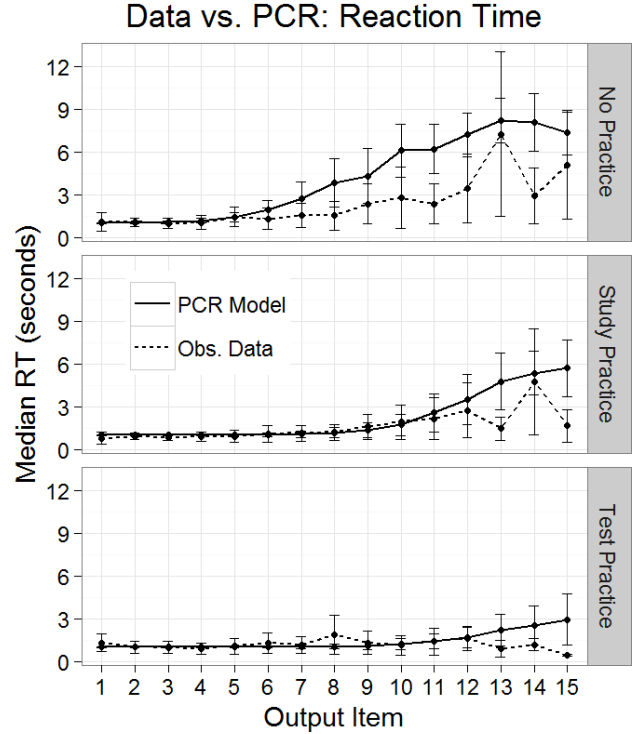 Data vs. PCR: Reaction Time
Median RT (seconds)
12
9
6
3
0
No Practice
12
9
6
3
0
PCR Model
Obs. Data
Study Practice
12
9
6
3
0
Test Practice
1 2 3 4 5 6 7 8 9 10 11 12 13 14 15
Output Item